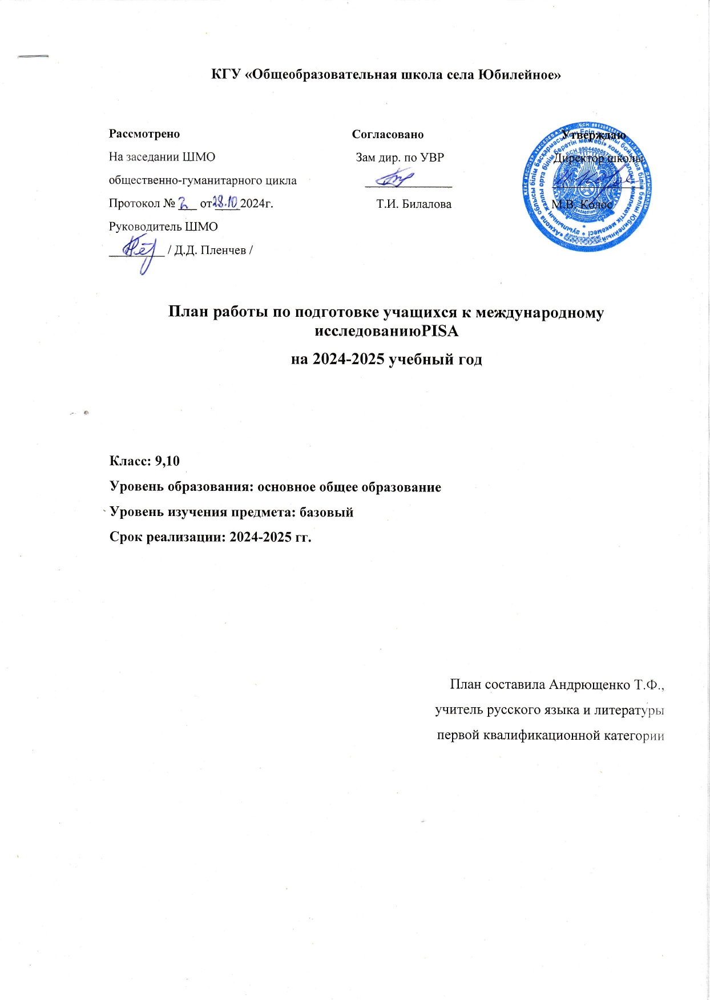 КГУ «Общеобразовательная школа села Юбилейное»
Рассмотрено Согласовано Утверждаю
На заседании ШМО Зам дир. по УВР Директор школы
общественно-гуманитарного цикла
Протокол № 2 от 28.10 2024г. Т.И. Билалова М.В. Колос
Руководитель ШМО
/ Д.Д. Пленчев /
План работы по подготовке учащихся к международному
исследованиюPISA
на 2024-2025 учебный год
Класс: 9,10
Уровень образования: основное общее образование
Уровень изучения предмета: базовый
Срок реализации: 2024-2025 гг.
План составила Андрющенко Т.Ф.,
учитель русского языка и литературы
первой квалификационной категории